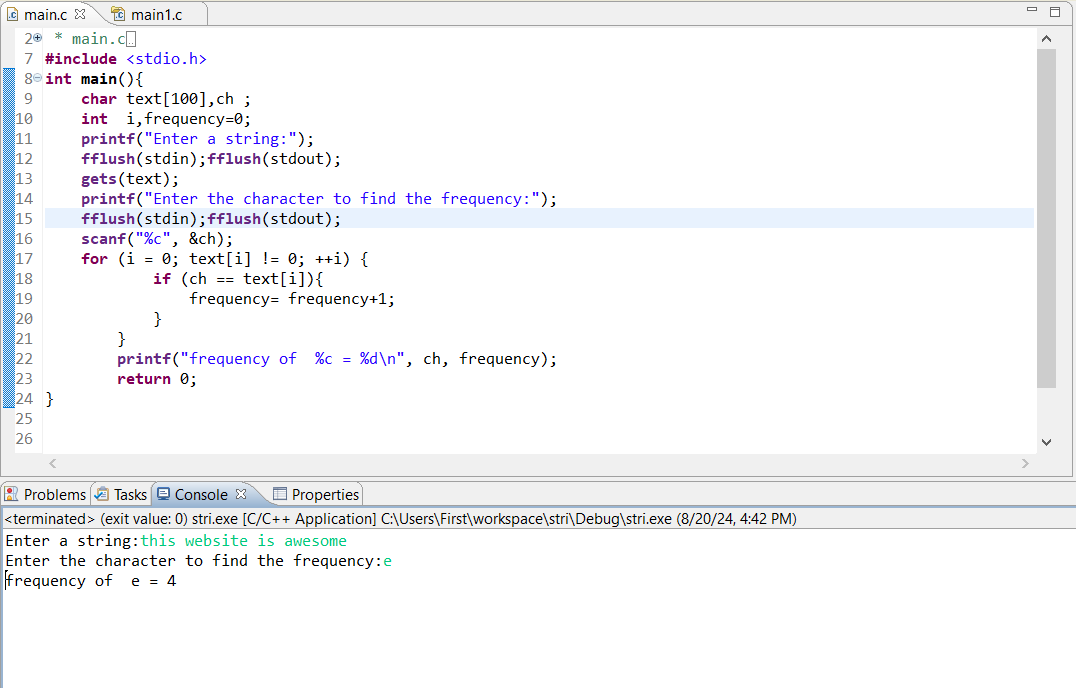 main.c main1.c
2 * main.c
7 #include <stdio.h>
8 int main(){
9     char text[100],ch ;
10     int  i,frequency=0;
11     printf("Enter a string:");
12     fflush(stdin);fflush(stdout);
13     gets(text);
14     printf("Enter the character to find the frequency:");
15     fflush(stdin);fflush(stdout);
16     scanf("%c", &ch);
17     for (i = 0; text[i] != 0; ++i) {
18             if (ch == text[i]){
19                 frequency= frequency+1;
20             }
21         }
22         printf("frequency of  %c = %d\n", ch, frequency);
23         return 0;
24 }
25
26
Problems Tasks Console Properties
<terminated> (exit value: 0) stri.exe [C/C++ Application] C:\Users\First\workspace\stri\Debug\stri.exe (8/20/24, 4:42 PM)
Enter a string:this website is awesome
Enter the character to find the frequency:e
frequency of  e = 4